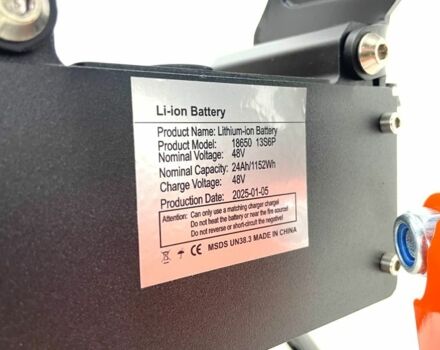 Li-ion Battery
Product Name: Lithium-ion Battery
Product Model: 18650 13S6P
Nominal Voltage: 48V
Nominal Capacity: 24Ah/1152Wh
Charge Voltage: 48V
Production Date: 2025-01-05
Attention: Can only use a matching charger charge!
Do not heat the battery or near the fire source!
Do not reverse or short-circuit the negative!
CE MSDS UN38.3 MADE IN CHINA